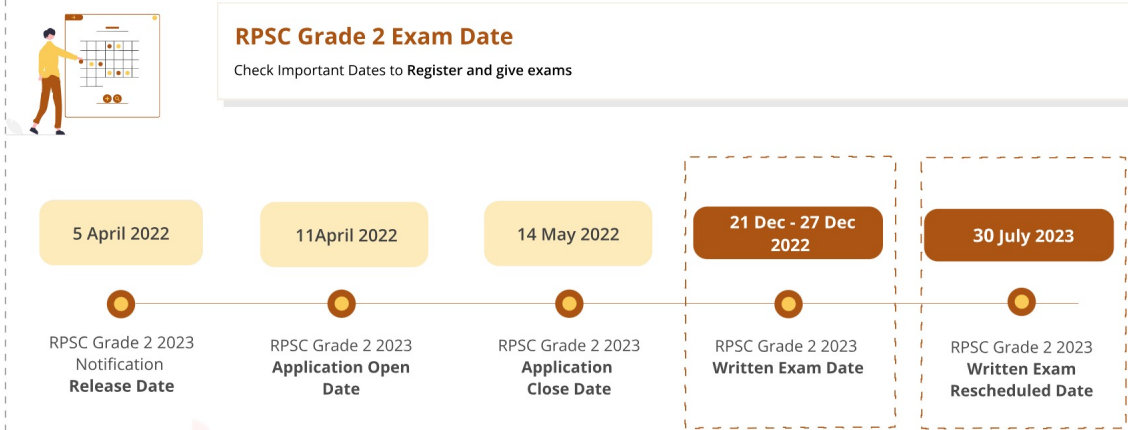 RPSC Grade 2 Exam Date
Check Important Dates to Register and give exams
5 April 2022
RPSC Grade 2 2023
Notification
Release Date
11April 2022
RPSC Grade 2 2023
Application Open
Date
14 May 2022
RPSC Grade 2 2023
Application
Close Date
21 Dec - 27 Dec
2022
RPSC Grade 2 2023
Written Exam Date
30 July 2023
RPSC Grade 2 2023
Written Exam
Rescheduled Date